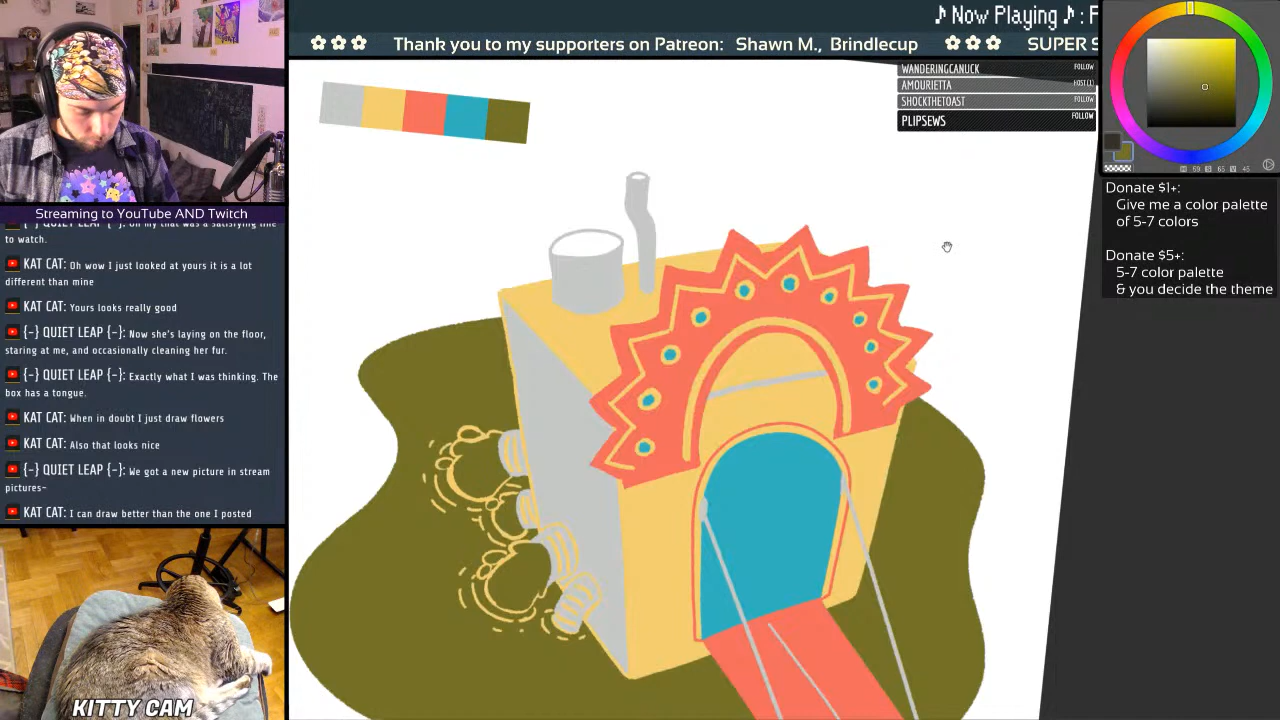 ♪ Now Playing ♪ : F
✿ ✿ ✿ Thank you to my supporters on Patreon: Shawn M., Brindlecup ✿ ✿ ✿ SUPER S
WANDERINGCANUCK FOLLOW
AMOURIETTA HOST (1)
SHOCKTHETOAST FOLLOW
PLIPSEWS FOLLOW
Donate $1+:
Give me a color palette
of 5-7 colors
Donate $5+:
5-7 color palette
& you decide the theme
Streaming to YouTube AND Twitch
to watch.
KAT CAT: Oh wow I just looked at yours it is a lot
different than mine
KAT CAT: Yours looks really good
{-} QUIET LEAP {-}: Now she's laying on the floor,
staring at me, and occasionally cleaning her fur.
{-} QUIET LEAP {-}: Exactly what I was thinking. The
box has a tongue.
KAT CAT: When in doubt I just draw flowers
KAT CAT: Also that looks nice
{-} QUIET LEAP {-}: We got a new picture in stream
pictures~
KAT CAT: I can draw better than the one I posted
KITTY CAM